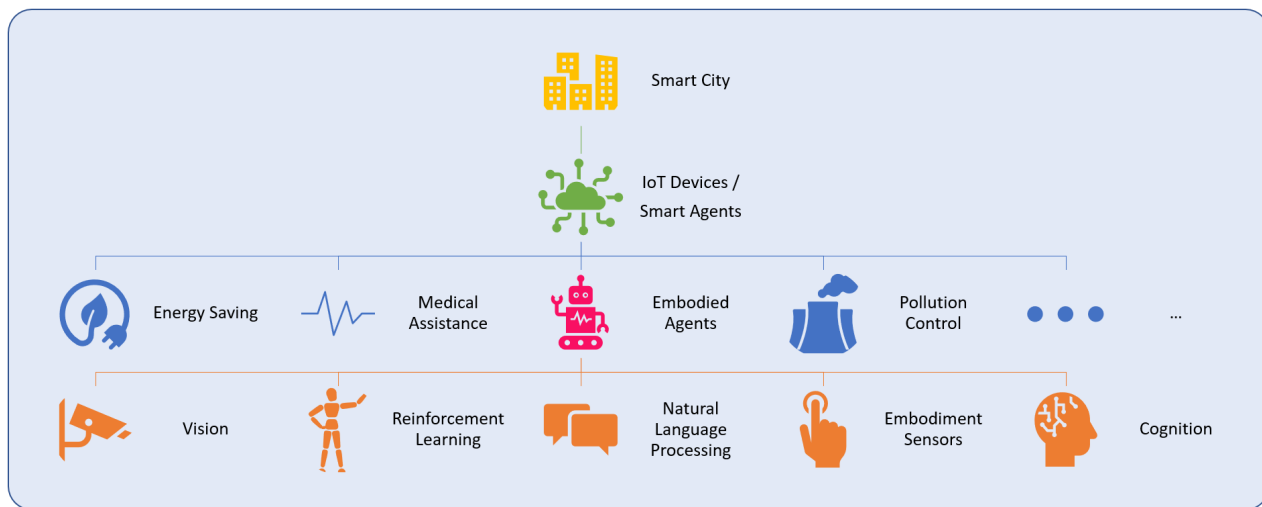 Smart City
IoT Devices /
Smart Agents
Energy Saving
Medical
Assistance
Embodied
Agents
Pollution
Control
...
Vision
Reinforcement
Learning
Natural
Language
Processing
Embodiment
Sensors
Cognition